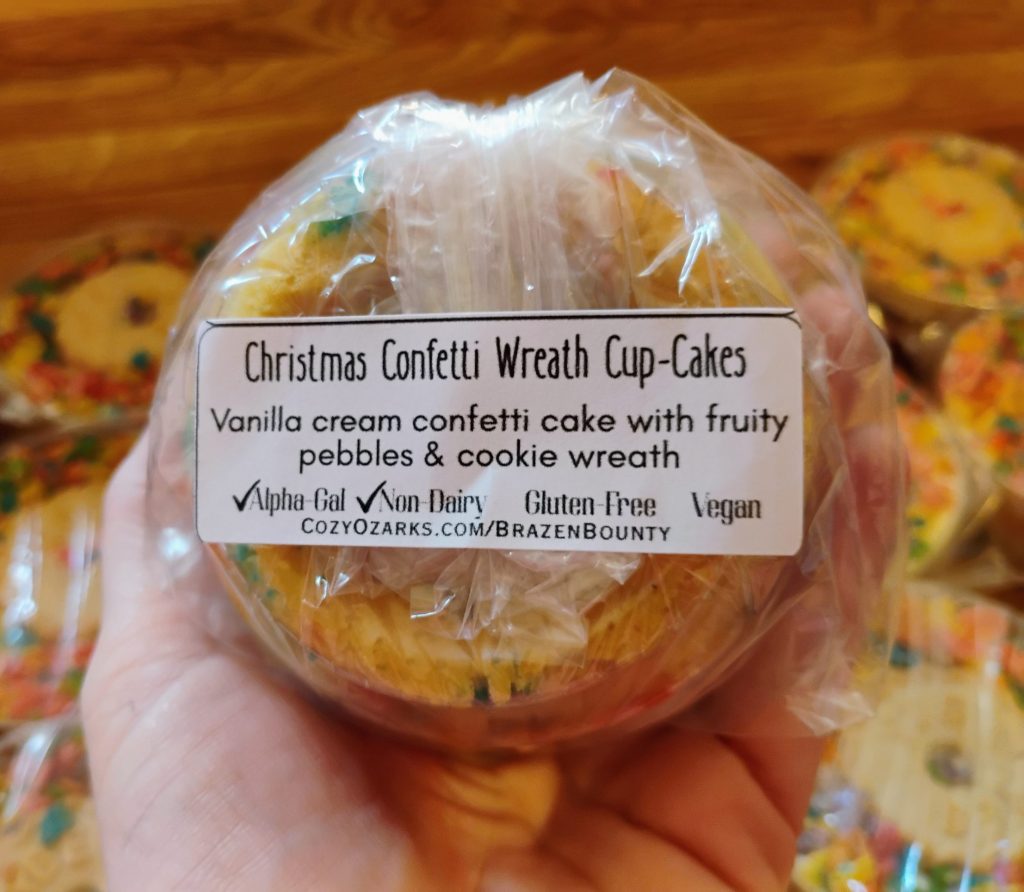 Christmas Confetti Wreath Cup-Cakes
Vanilla cream confetti cake with fruity
pebbles & cookie wreath
✓Alpha-Gal ✓Non-Dairy Gluten-Free Vegan
CozyOzarks.com/BrazenBounty